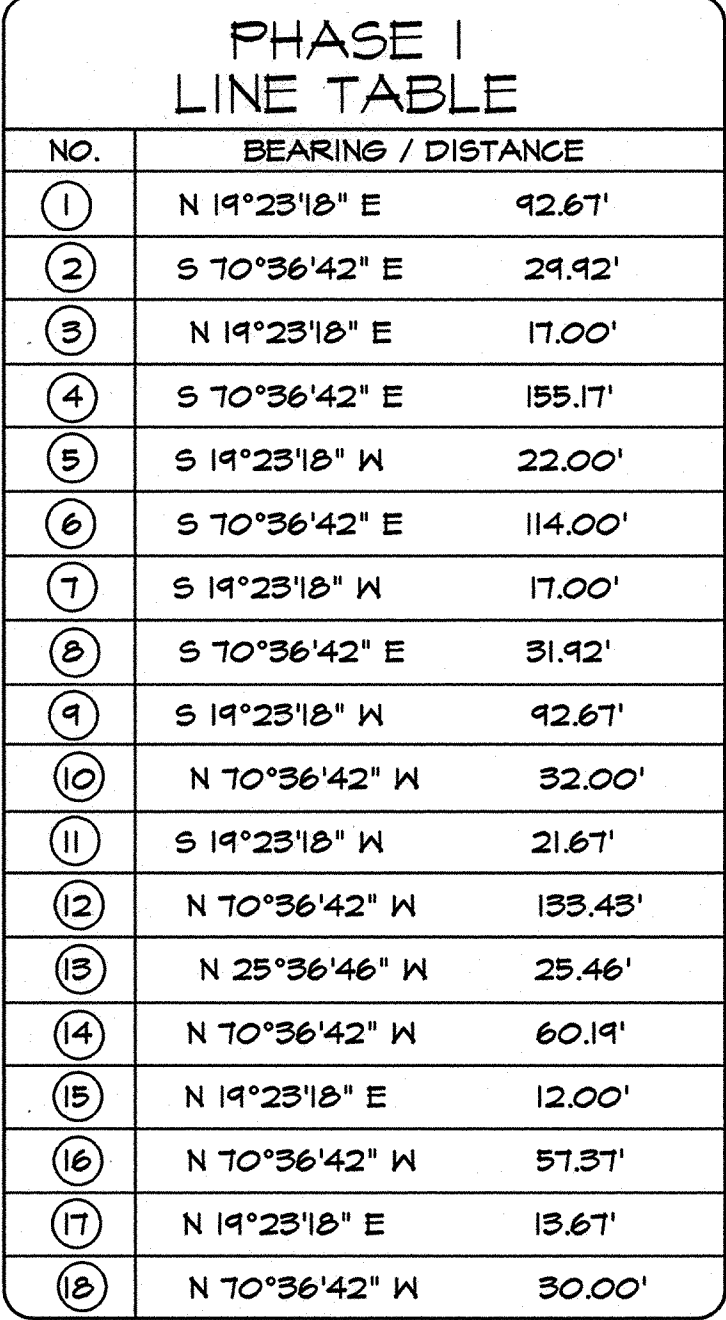 PHASE I
LINE TABLE
NO. BEARING / DISTANCE
1 N 19°23'18" E 92.67'
2 S 70°36'42" E 29.92'
3 N 19°23'18" E 17.00'
4 S 70°36'42" E 155.17'
5 S 19°23'18" W 22.00'
6 S 70°36'42" E 114.00'
7 S 19°23'18" W 17.00'
8 S 70°36'42" E 31.92'
9 S 19°23'18" W 92.67'
10 N 70°36'42" W 32.00'
11 S 19°23'18" W 21.67'
12 N 70°36'42" W 133.43'
13 N 25°36'46" W 25.46'
14 N 70°36'42" W 60.19'
15 N 19°23'18" E 12.00'
16 N 70°36'42" W 57.37'
17 N 19°23'18" E 13.67'
18 N 70°36'42" W 30.00'